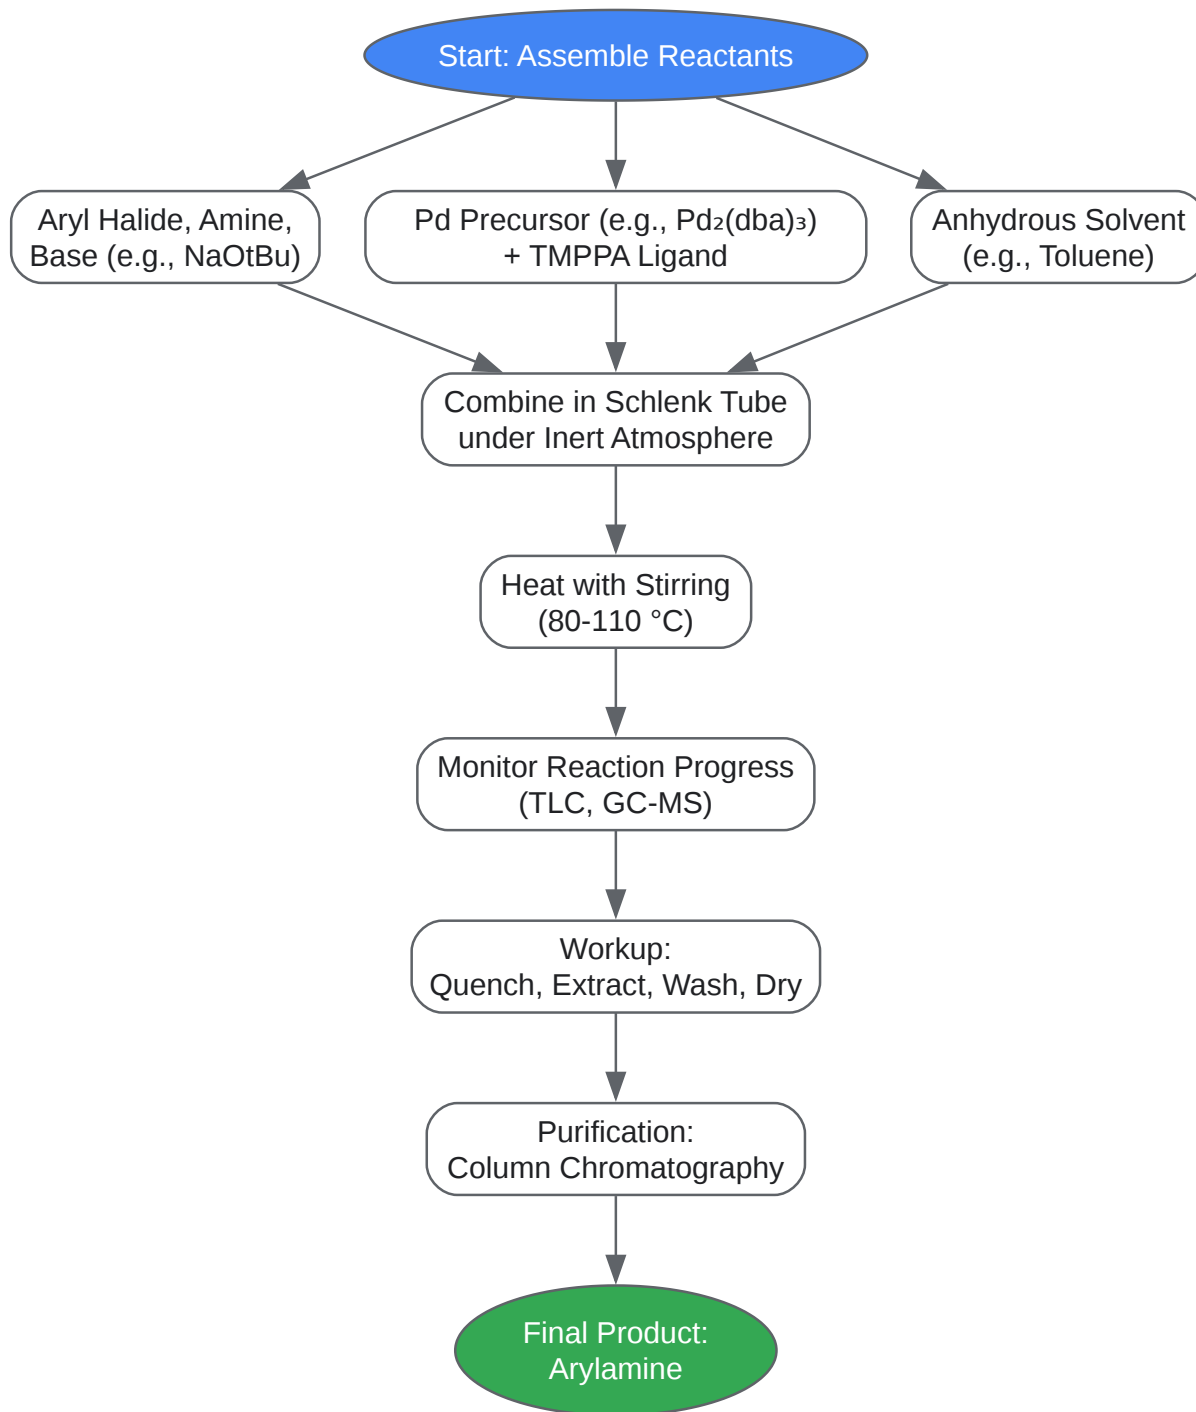 Start: Assemble Reactants
Aryl Halide, Amine,
Base (e.g., NaOtBu)
Pd Precursor (e.g., Pd₂(dba)₃)
+ TMPPA Ligand
Anhydrous Solvent
(e.g., Toluene)
Combine in Schlenk Tube
under Inert Atmosphere
Heat with Stirring
(80-110 °C)
Monitor Reaction Progress
(TLC, GC-MS)
Workup:
Quench, Extract, Wash, Dry
Purification:
Column Chromatography
Final Product:
Arylamine